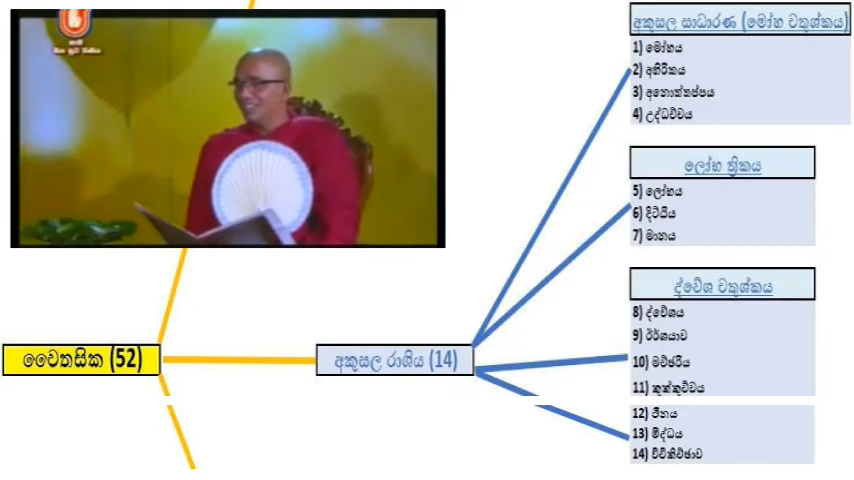 අකුසල සාධාරණ (මෝහ චතුශ්කය)
1) මෝහය
2) අහිරිකය
3) අනොත්තප්පය
4) උද්ධච්චය
ලෝභ ත්‍රිකය
5) ලෝභය
6) දිට්ඨිය
7) මානය
ද්වේශ චතුශ්කය
8) ද්වේශය
9) ඊර්ශයාව
10) මච්ඡරිය
11) කුක්කුච්චය
චෛතසික (52)
අකුසල රාශිය (14)
12) ථීනය
13) මිද්ධය
14) විචිකිච්ඡාව